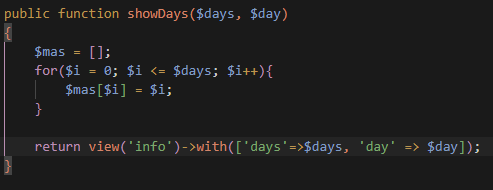 public function showDays($days, $day)
{
    $mas = [];
    for($i = 0; $i <= $days; $i++){
        $mas[$i] = $i;
    }

    return view('info')->with(['days'=>$days, 'day' => $day]);
}